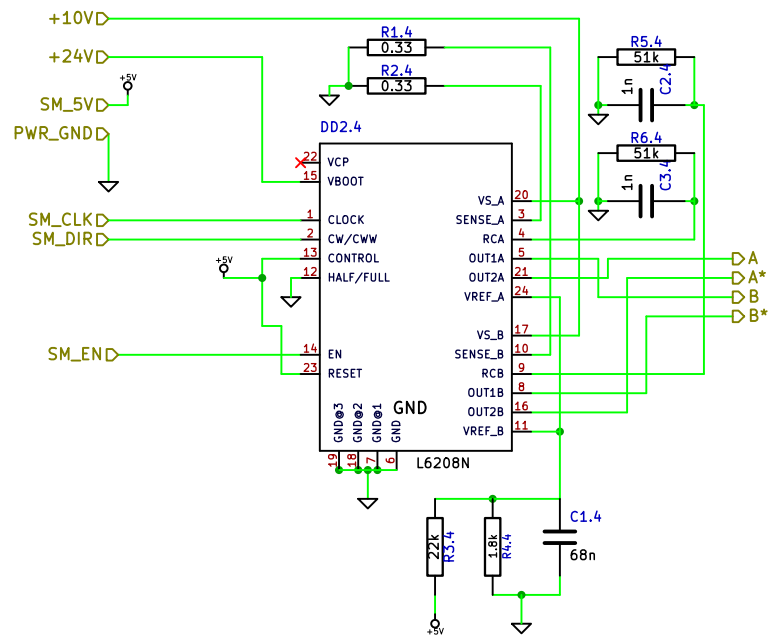 +10V
+24V
+5V
SM_5V
PWR_GND
SM_CLK
SM_DIR
+5V
SM_EN
R1.4
0.33
R2.4
0.33
R5.4
51k
1n
C2.4
R6.4
51k
1n
C3.4
DD2.4
22 VCP
15 VBOOT
1 CLOCK
2 CW/CWW
13 CONTROL
12 HALF/FULL
14 EN
23 RESET
VS_A 20
SENSE_A 3
RCA 4
OUT1A 5
OUT2A 21
VREF_A 24
VS_B 17
SENSE_B 10
RCB 9
OUT1B 8
OUT2B 16
VREF_B 11
GND
GND@3
GND@2
GND@1
GND
19
18
7
6
L6208N
A
A*
B
B*
22k
R3.4
1.8k
R4.4
C1.4
68n
+5V